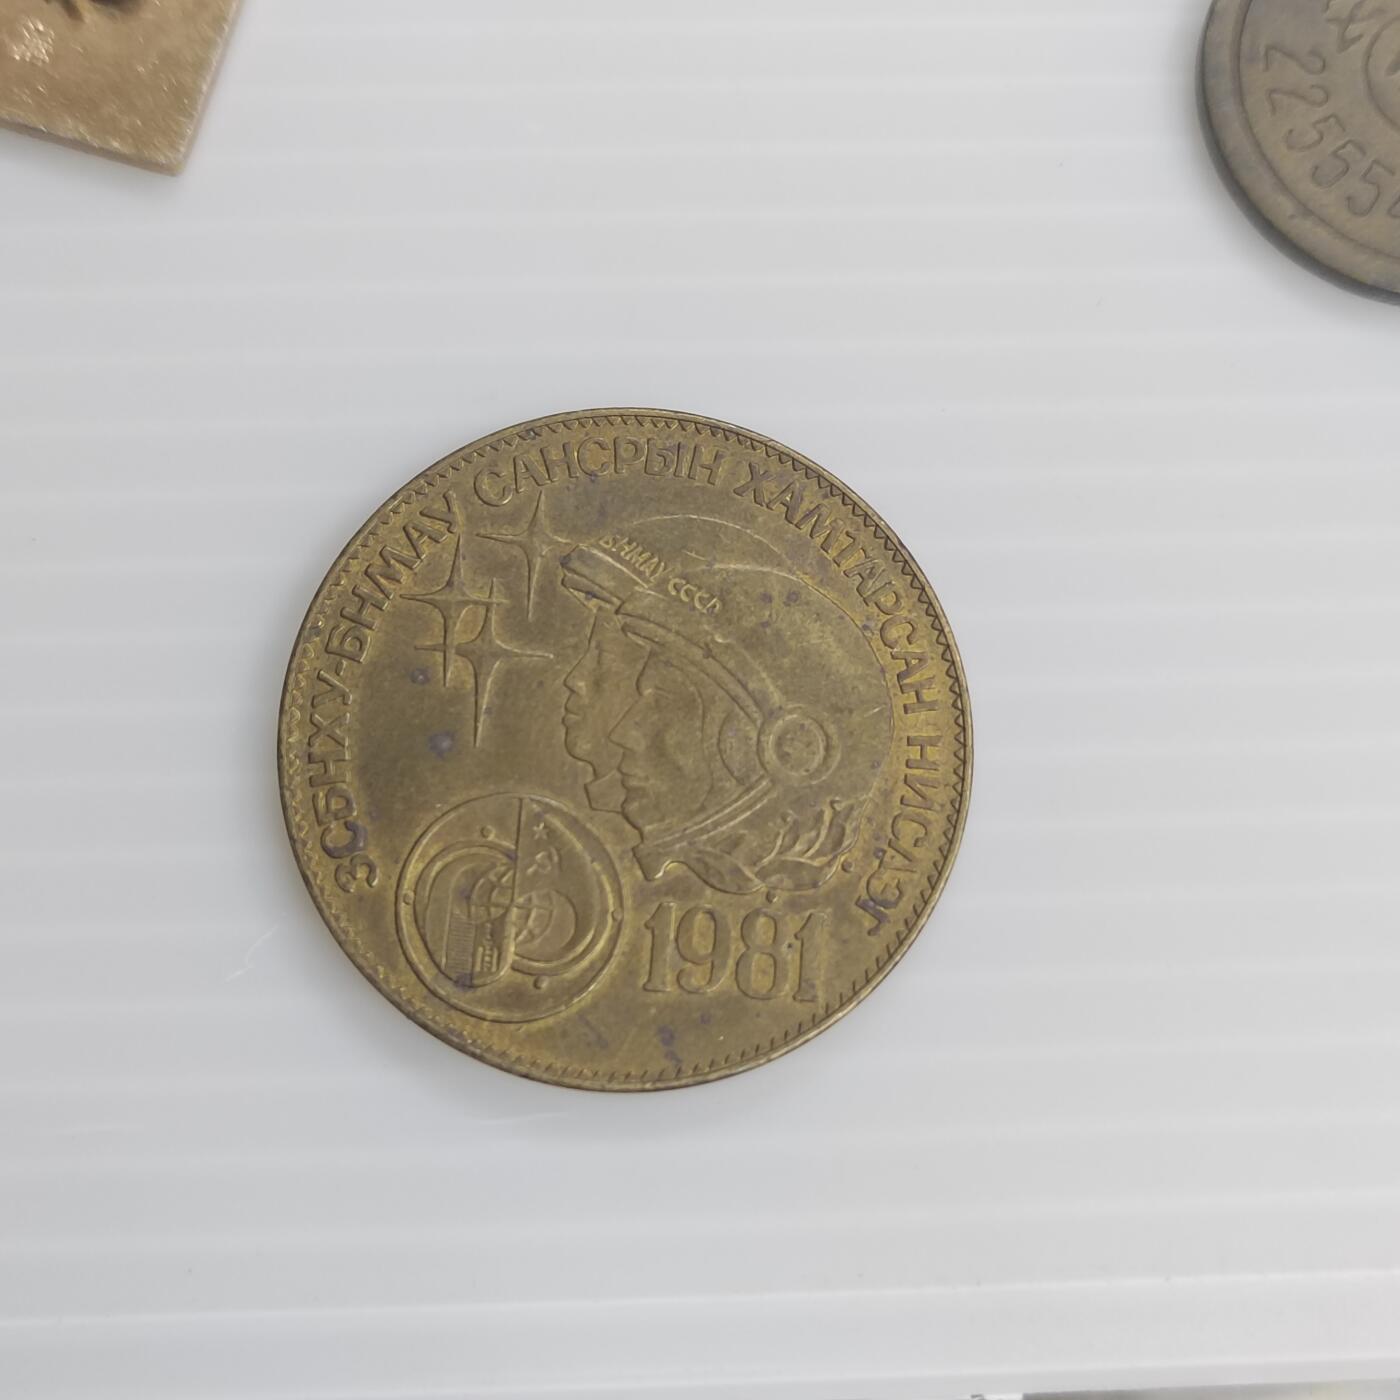 ЗСБНХУ-БНМАУ САНСРЫН ХАМТАРСАН НИСЛЭГ
БНМАУ СССР
1981
22555